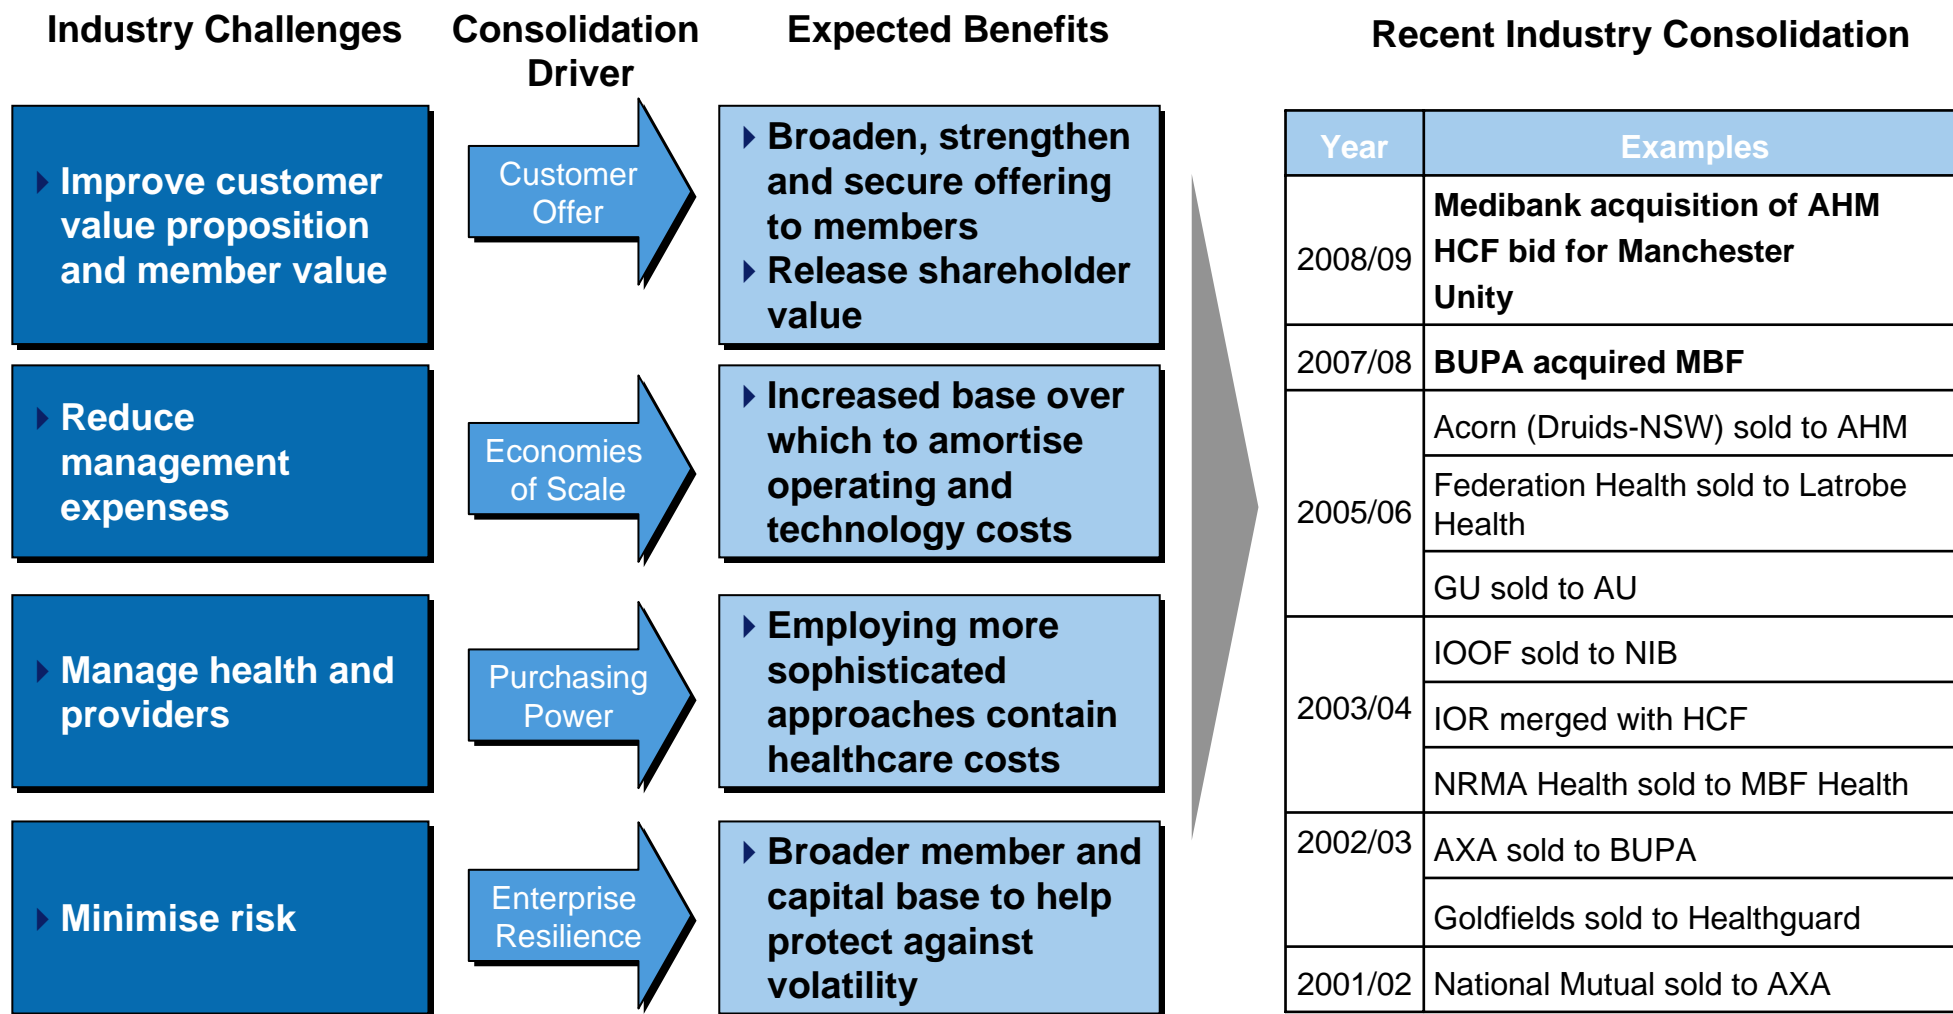 Industry Challenges
Consolidation
Driver
Expected Benefits
Recent Industry Consolidation
Improve customer
value proposition
and member value
Customer
Offer
Broaden, strengthen
and secure offering
to members
Release shareholder
value
Reduce
management
expenses
Economies
of Scale
Increased base over
which to amortise
operating and
technology costs
Manage health and
providers
Purchasing
Power
Employing more
sophisticated
approaches contain
healthcare costs
Minimise risk
Enterprise
Resilience
Broader member and
capital base to help
protect against
volatility
Year
Examples
2008/09
Medibank acquisition of AHM
HCF bid for Manchester
Unity
2007/08
BUPA acquired MBF
2005/06
Acorn (Druids-NSW) sold to AHM
Federation Health sold to Latrobe
Health
GU sold to AU
2003/04
IOOF sold to NIB
IOR merged with HCF
NRMA Health sold to MBF Health
2002/03
AXA sold to BUPA
Goldfields sold to Healthguard
2001/02
National Mutual sold to AXA